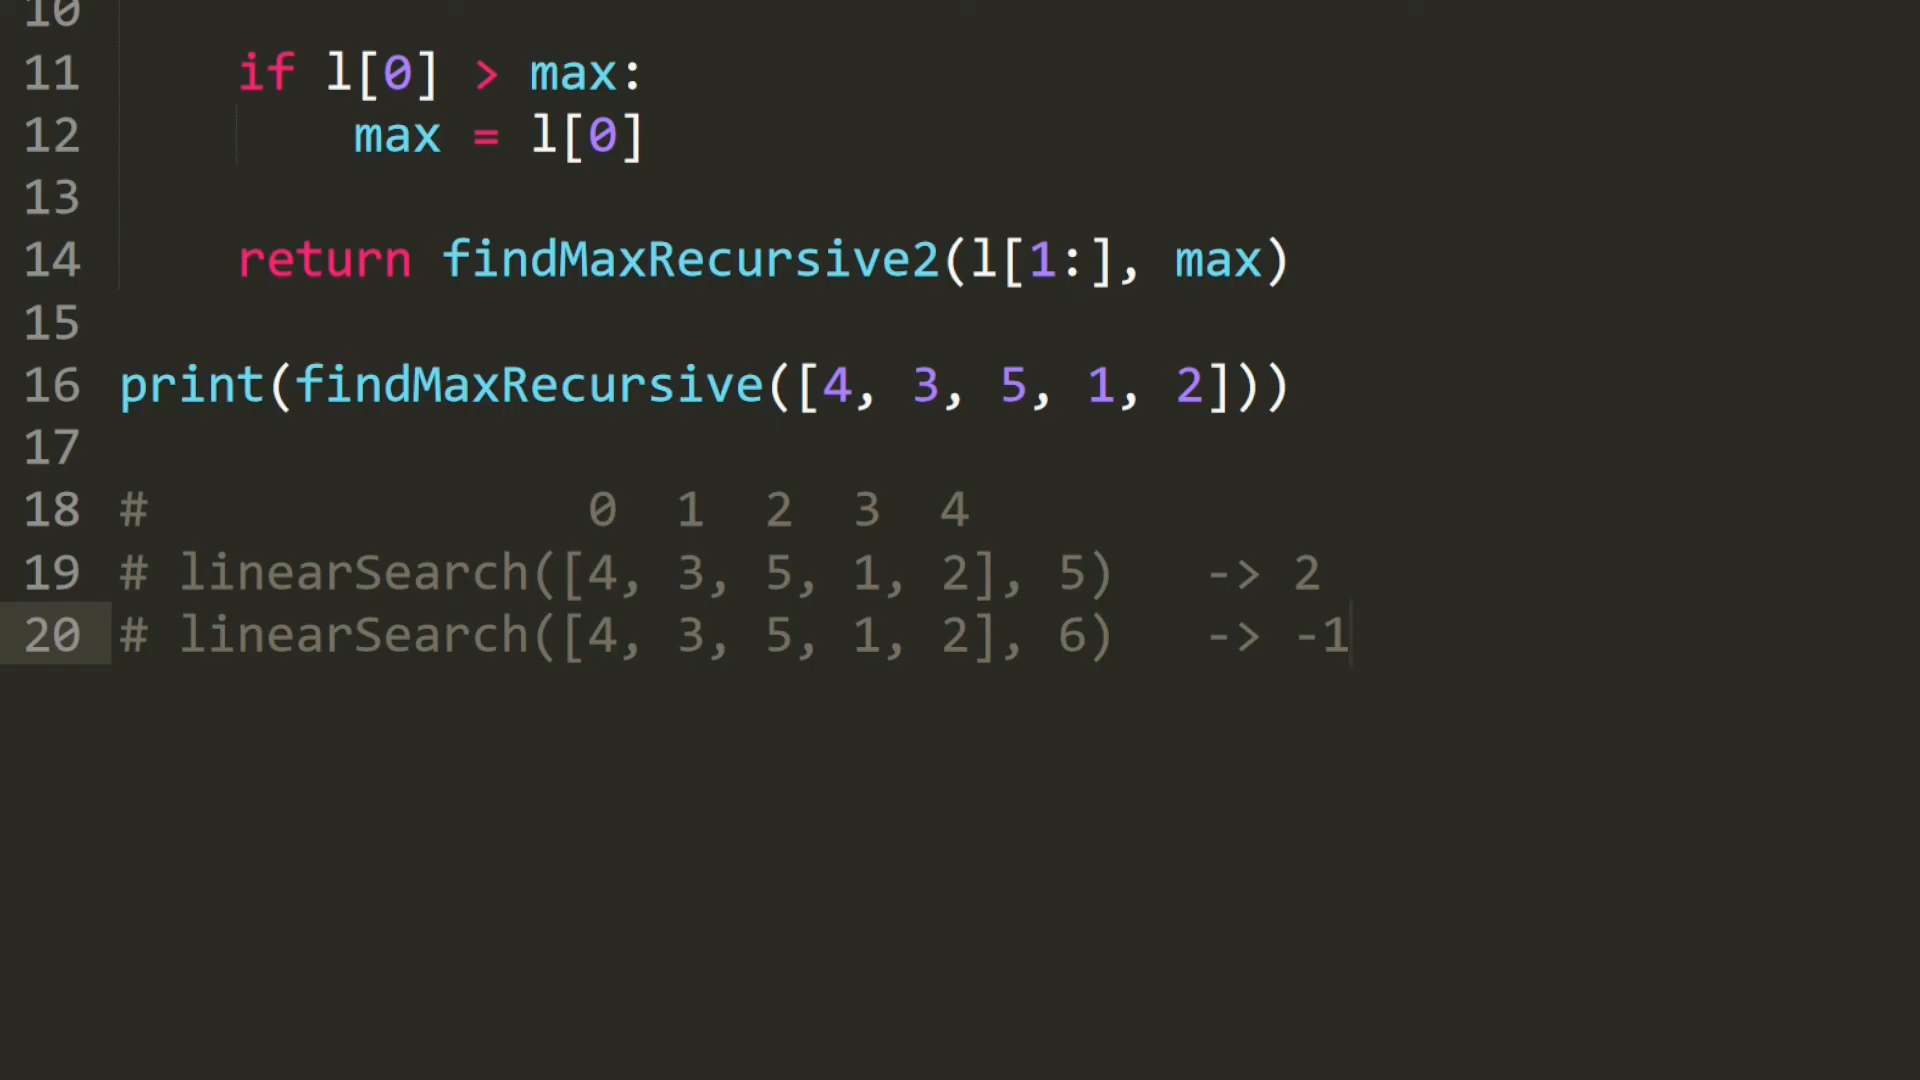 10
11 if l[0] > max:
12 max = l[0]
13
14 return findMaxRecursive2(l[1:], max)
15
16 print(findMaxRecursive([4, 3, 5, 1, 2]))
17
18 # 0 1 2 3 4
19 # linearSearch([4, 3, 5, 1, 2], 5) -> 2
20 # linearSearch([4, 3, 5, 1, 2], 6) -> -1